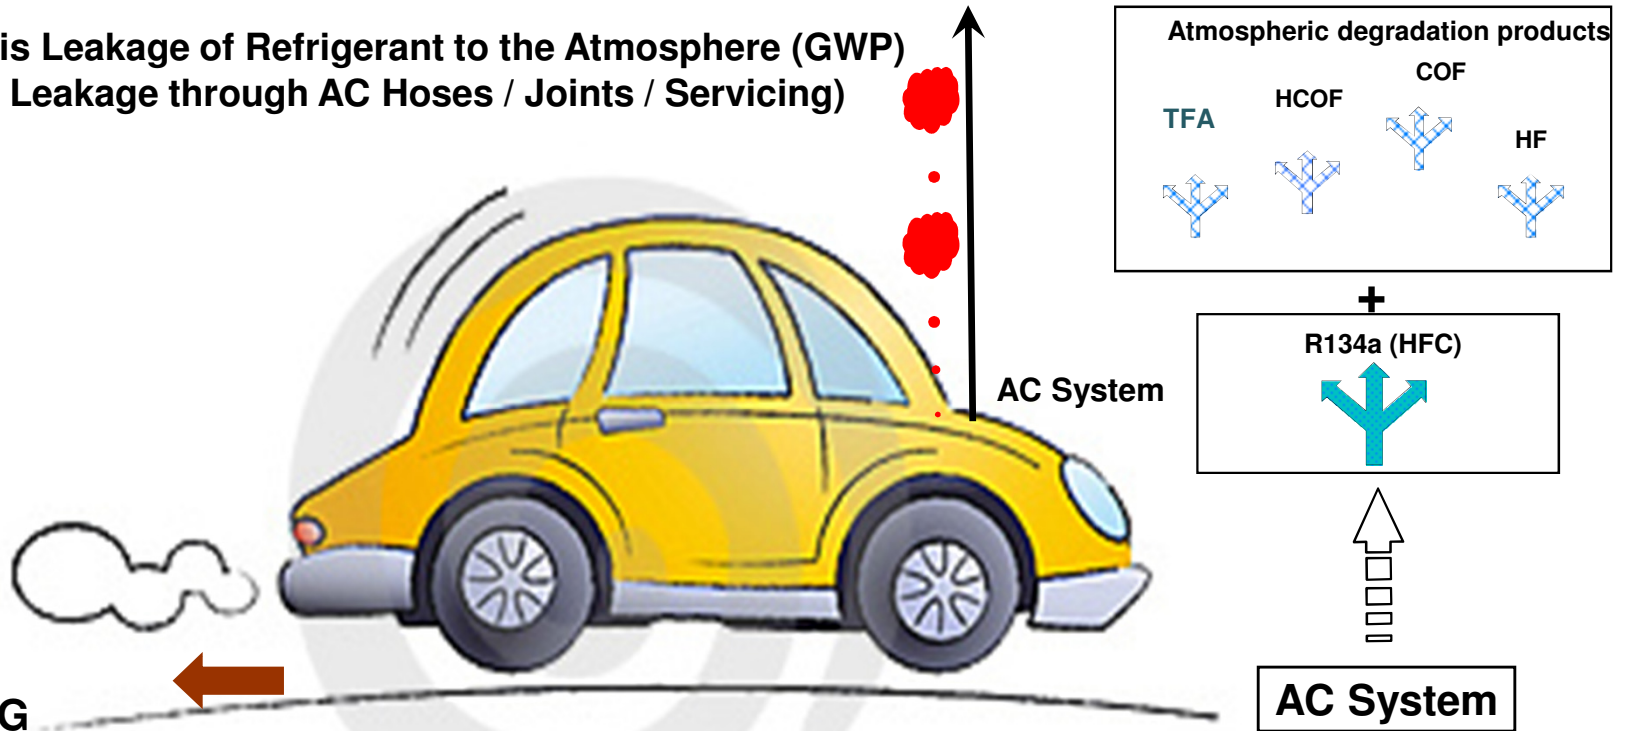 is Leakage of Refrigerant to the Atmosphere (GWP)
Leakage through AC Hoses / Joints / Servicing)
Atmospheric degradation products
COF
HCOF
TFA
HF
+
R134a (HFC)
AC System
AC System
G